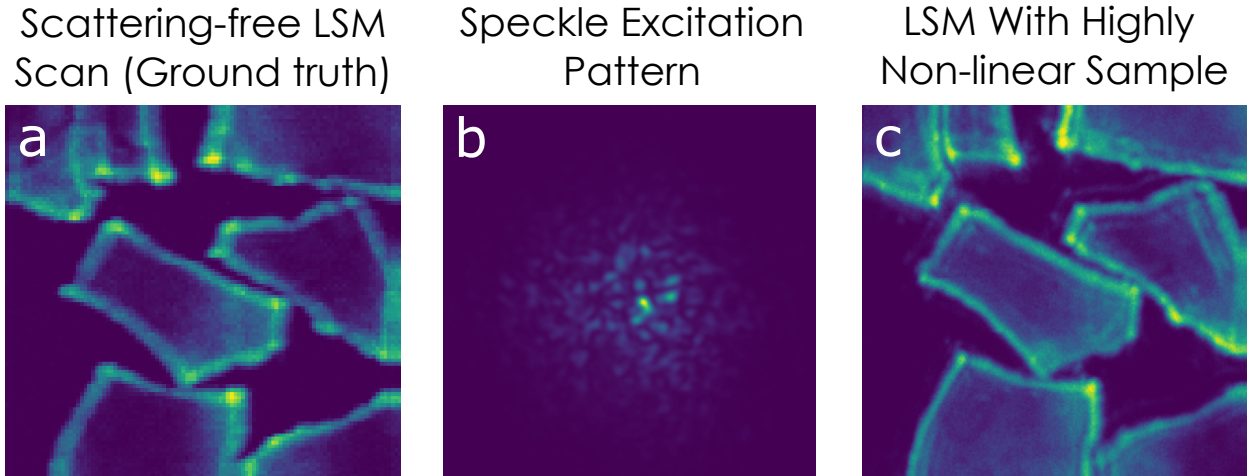 Scattering-free LSM
Scan (Ground truth)
Speckle Excitation
Pattern
LSM With Highly
Non-linear Sample
a
b
c